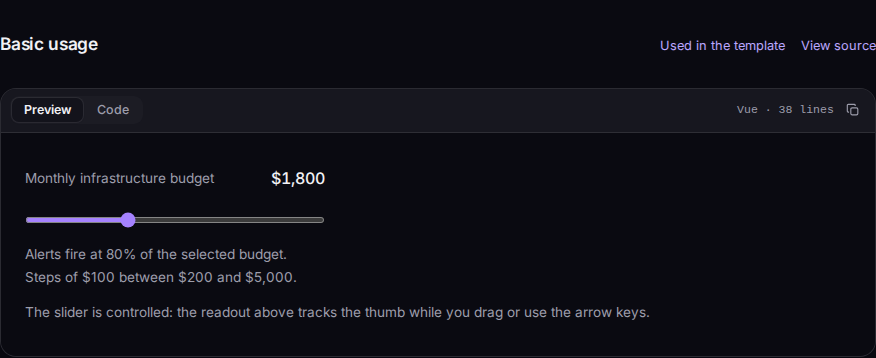 Basic usage
Used in the template
View source
Preview
Code
Vue · 38 lines
Monthly infrastructure budget
$1,800
Alerts fire at 80% of the selected budget.
Steps of $100 between $200 and $5,000.
The slider is controlled: the readout above tracks the thumb while you drag or use the arrow keys.